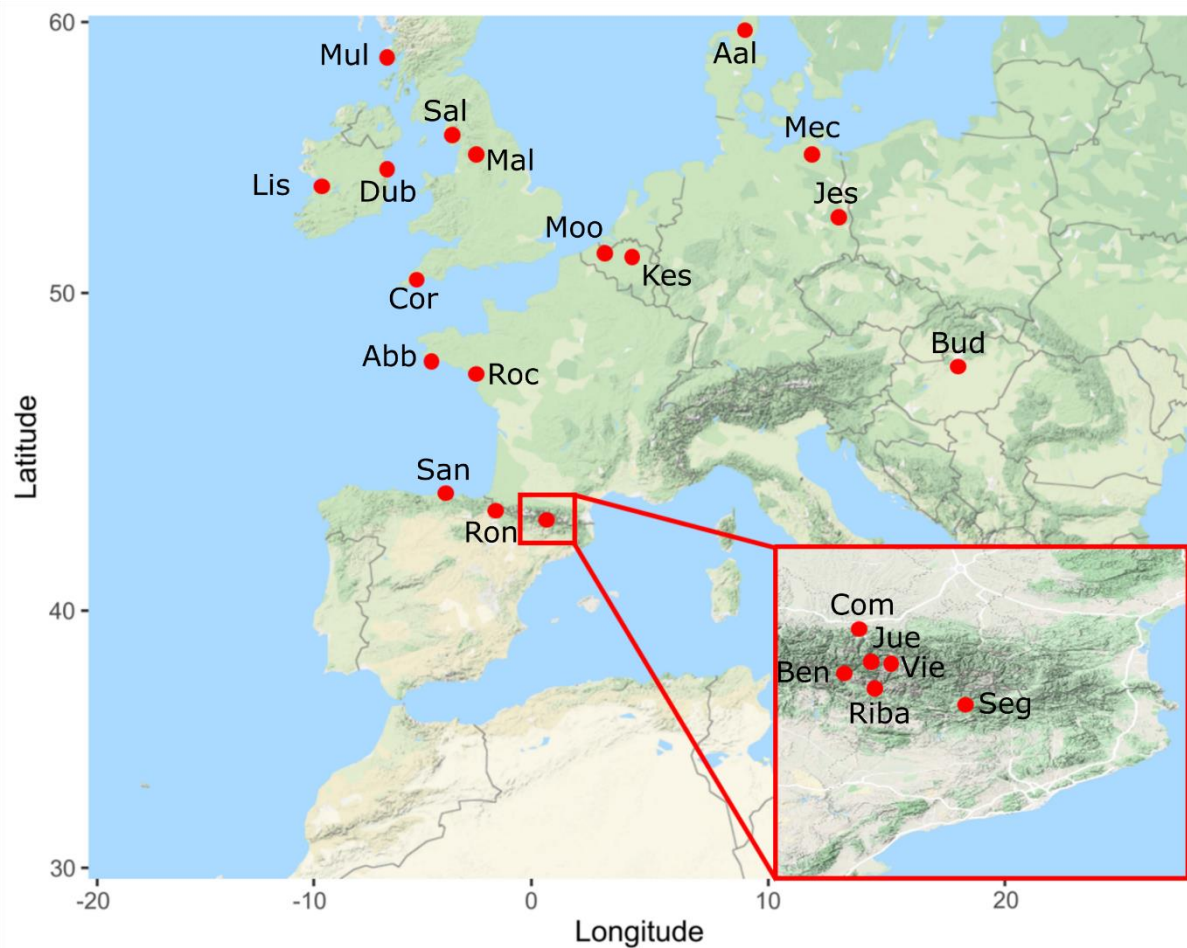 60
Mul
Aal
Sal
Mec
Mal
Lis
Dub
Jes
Moo
Kes
50
Cor
Bud
Abb
Roc
Latitude
San
Ron
40
Com
Jue
Ben
Vie
Riba
Seg
30
-20
-10
0
10
20
Longitude